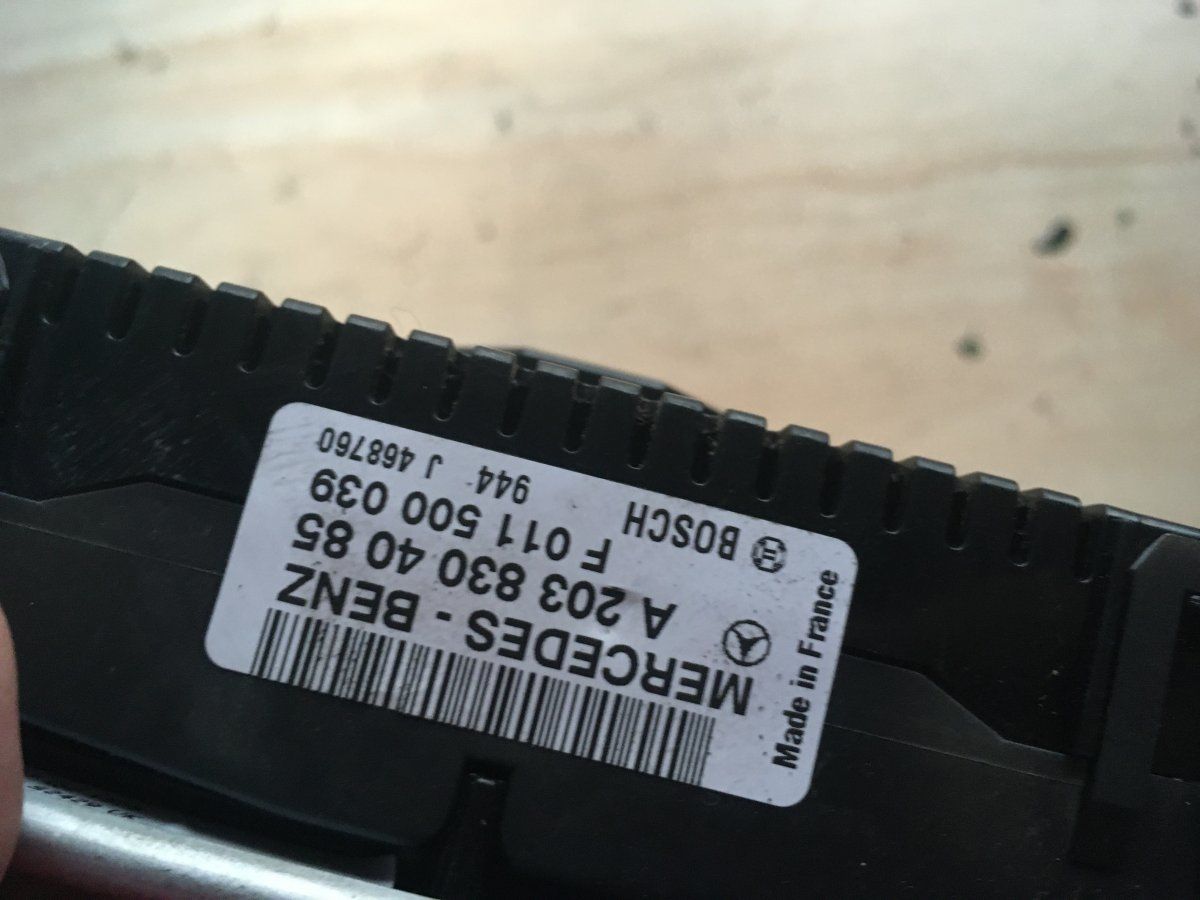 MERCEDES - BENZ
A 203 830 40 85
F 011 500 039
BOSCH 944 J 468760
Made in France